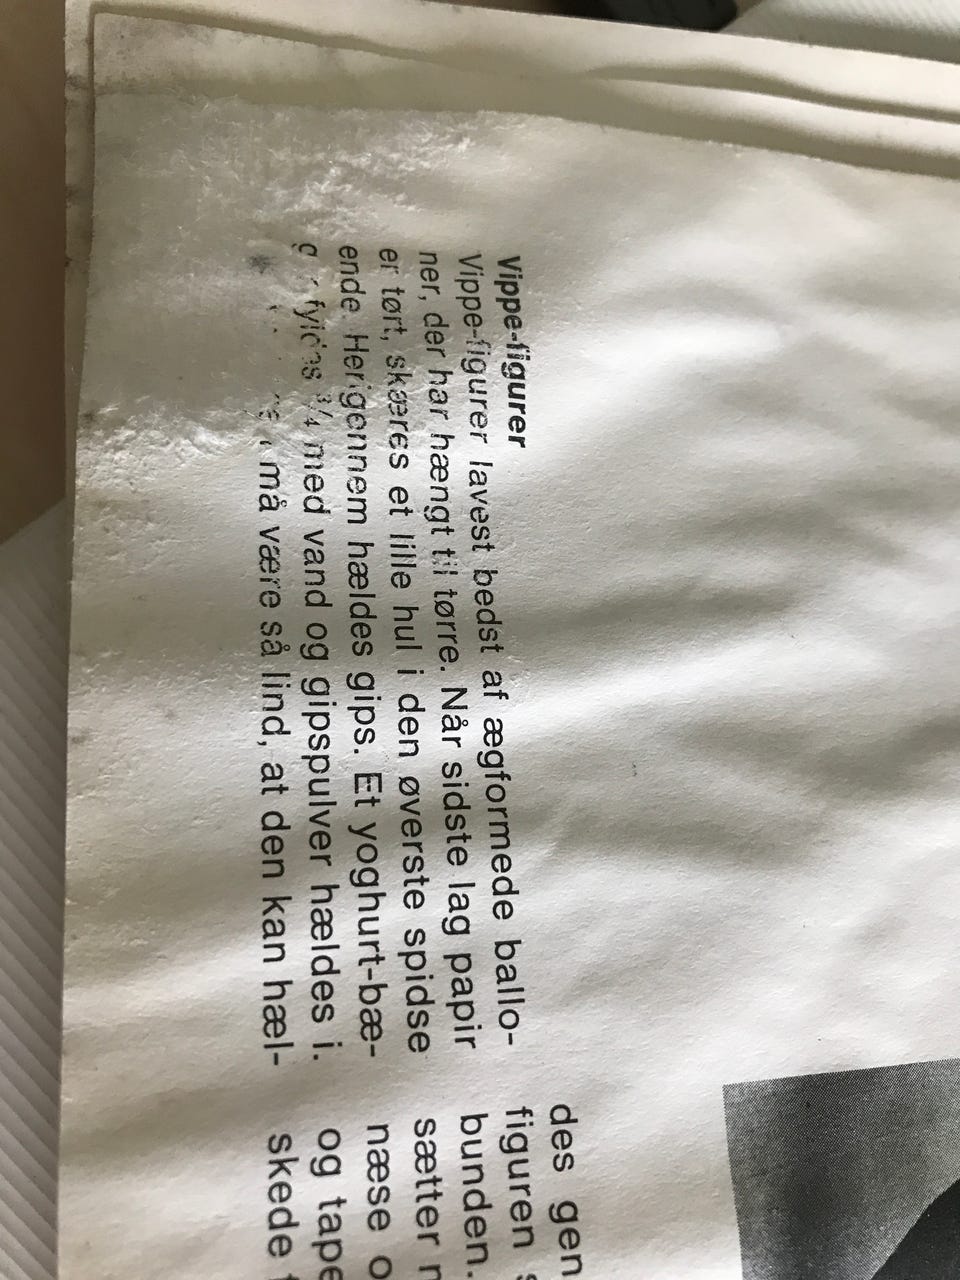 Vippe-figurer
Vippe-figurer lavest bedst af ægformede ballo-
ner, der har hængt til tørre. Når sidste lag papir
er tørt, skæres et lille hul i den øverste spidse
ende. Herigennem hældes gips. Et yoghurt-bæ-
fyldes 3/4 med vand og gipspulver hældes i.
må være så lind, at den kan hæl-
des gen
figuren
bunden.
sætter
næse
og tape
skede